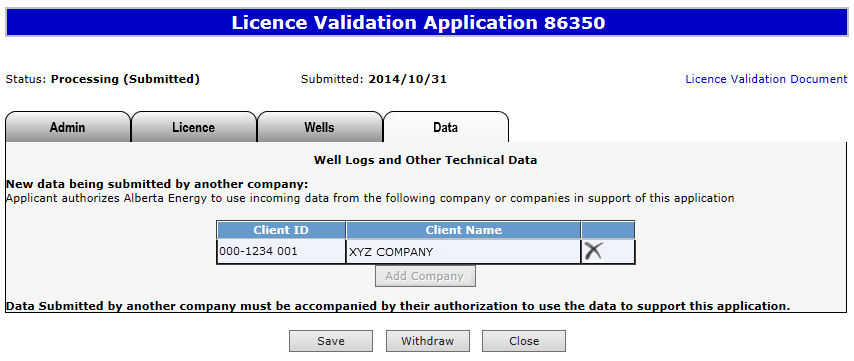 Licence Validation Application 86350
Status: Processing (Submitted) Submitted: 2014/10/31 Licence Validation Document
Admin Licence Wells Data
Well Logs and Other Technical Data
New data being submitted by another company:
Applicant authorizes Alberta Energy to use incoming data from the following company or companies in support of this application
Client ID Client Name
000-1234 001 XYZ COMPANY
Add Company
Data Submitted by another company must be accompanied by their authorization to use the data to support this application.
Save Withdraw Close